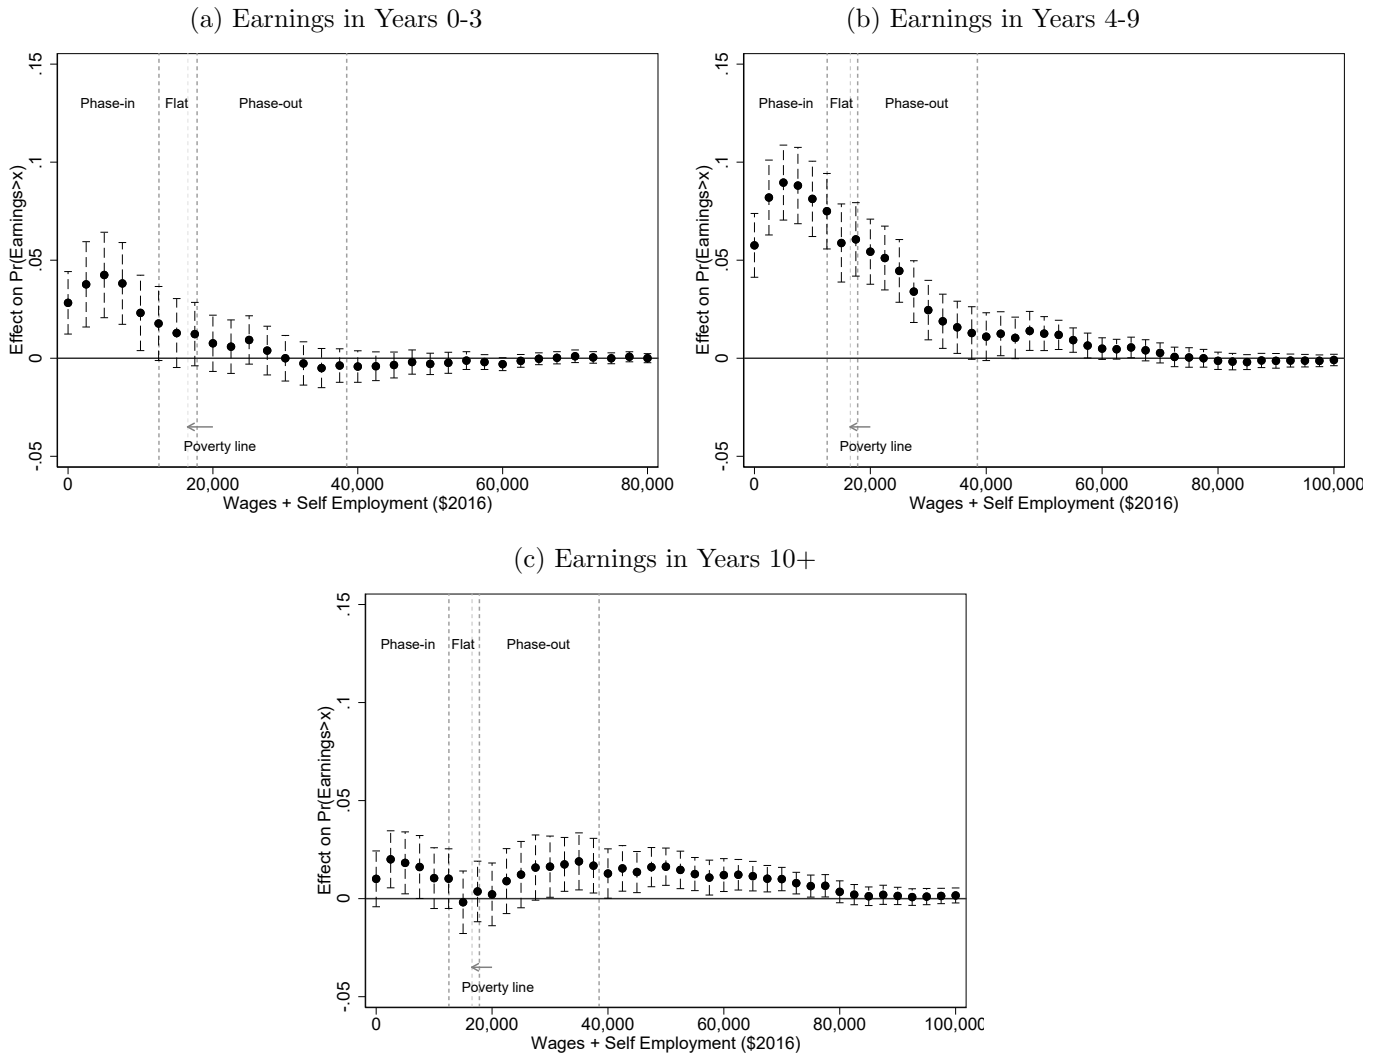 (a) Earnings in Years 0-3
Effect on Pr(Earnings>x)
.15
.1
.05
0
-.05
Phase-in Flat Phase-out
Poverty line
0 20,000 40,000 60,000 80,000
Wages + Self Employment ($2016)
(b) Earnings in Years 4-9
Effect on Pr(Earnings>x)
.15
.1
.05
0
-.05
Phase-in Flat Phase-out
Poverty line
0 20,000 40,000 60,000 80,000 100,000
Wages + Self Employment ($2016)
(c) Earnings in Years 10+
Effect on Pr(Earnings>x)
.15
.1
.05
0
-.05
Phase-in Flat Phase-out
Poverty line
0 20,000 40,000 60,000 80,000 100,000
Wages + Self Employment ($2016)